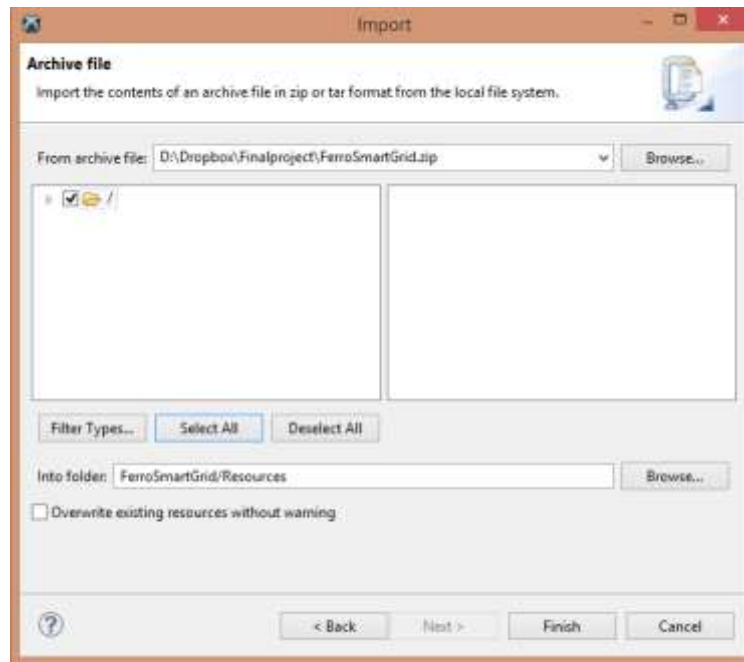 Import
Archive file
Import the contents of an archive file in zip or tar format from the local file system.
From archive file: D:\Dropbox\Finalproject\FerroSmartGrid.zip Browse...
/
Filter Types... Select All Deselect All
Into folder: FerroSmartGrid/Resources Browse...
Overwrite existing resources without warning
? < Back Next > Finish Cancel